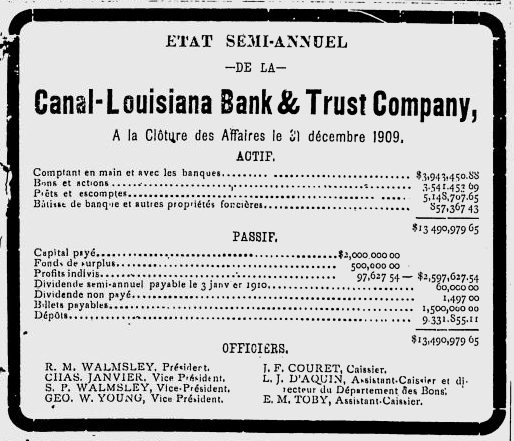 ETAT SEMI-ANNUEL
—DE LA—
Canal-Louisiana Bank & Trust Company,
A la Clôture des Affaires le 31 décembre 1909.
ACTIF.
Comptant en main et avec les banques........ .................... $3,943,450.88
Bons et actions................................................ 3,541,453 69
Prêts et escomptes............................................. 5,148,707.65
Bâtisse de banque et autres propriétés foncières................ 857,367 43
$13 490,979 65
PASSIF.
Capital payé.......................................$2,000,000 00
Fonds de surplus................................... 500,000 00
Profits indivis.................................... 97,627 54— $2,597,627.54
Dividende semi-annuel payable le 3 janvier 1910................. 60,000 00
Dividende non payé.............................................. 1,497 00
Billets payables................................................ 1,500,000 00
Dépôts.......................................................... 9.331.855.11
$13,490,979 65
OFFICIERS.
R. M. WALMSLEY, Président.
CHAS. JANVIER, Vice Président.
S. P. WALMSLEY, Vice-Président.
GEO. W. YOUNG, Vice Président.
J. F. COURET, Caissier.
L. J. D'AQUIN, Assistant-Caissier et di-
recteur du Département des Bons.
E. M. TOBY, Assistant-Caissier.